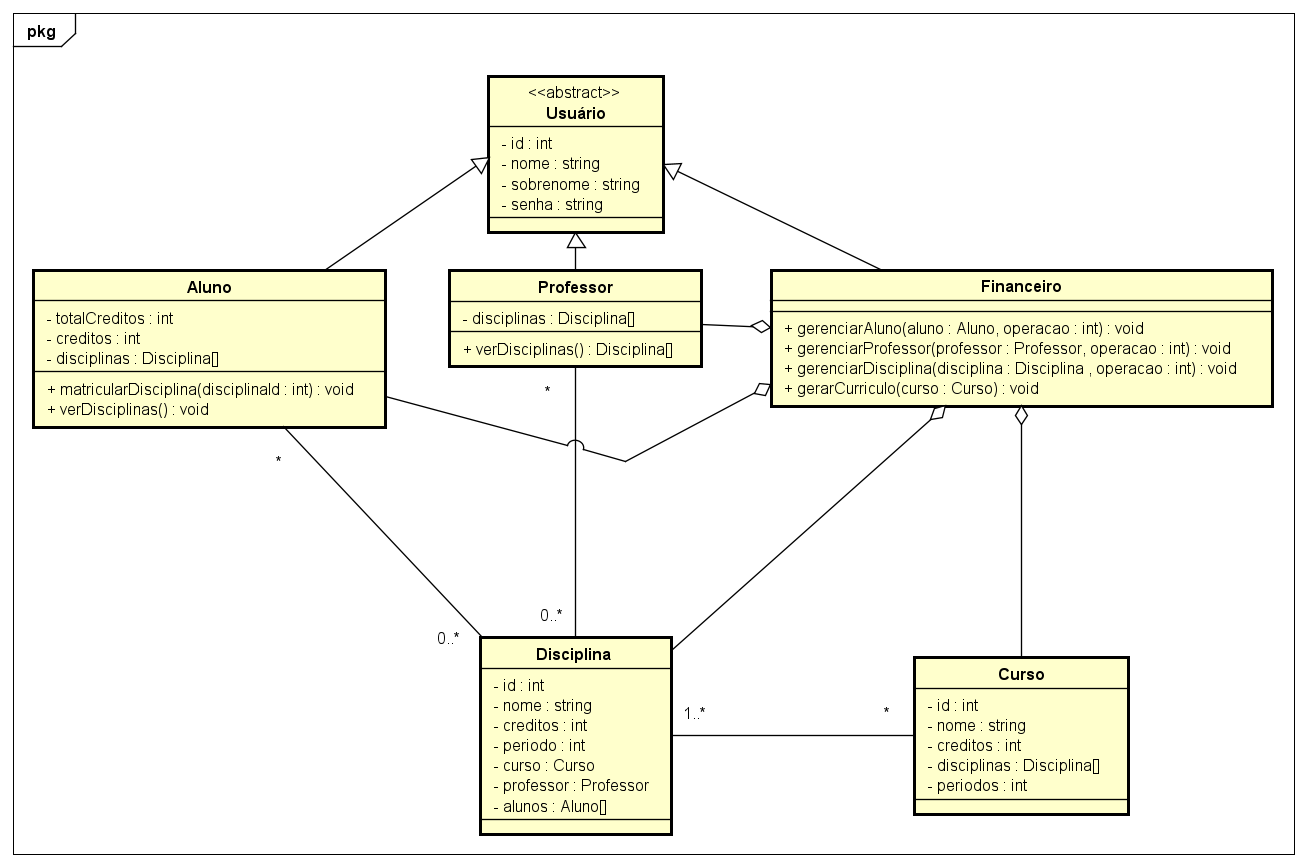 pkg
<<abstract>>
Usuário
- id : int
- nome : string
- sobrenome : string
- senha : string
Aluno
- totalCreditos : int
- creditos : int
- disciplinas : Disciplina[]
+ matricularDisciplina(disciplinaId : int) : void
+ verDisciplinas() : void
Professor
- disciplinas : Disciplina[]
+ verDisciplinas() : Disciplina[]
Financeiro
+ gerenciarAluno(aluno : Aluno, operacao : int) : void
+ gerenciarProfessor(professor : Professor, operacao : int) : void
+ gerenciarDisciplina(disciplina : Disciplina , operacao : int) : void
+ gerarCurriculo(curso : Curso) : void
*
*
0..*
0..*
Disciplina
- id : int
- nome : string
- creditos : int
- periodo : int
- curso : Curso
- professor : Professor
- alunos : Aluno[]
1..*
*
Curso
- id : int
- nome : string
- creditos : int
- disciplinas : Disciplina[]
- periodos : int